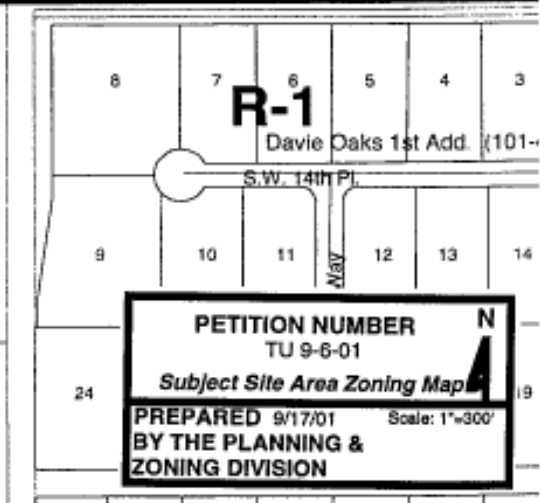 8 7 6 5 4 3
R-1
Davie Oaks 1st Add. (101-
S.W. 14th Pl.
9 10 11 12 13 14
Nay
PETITION NUMBER N
TU 9-6-01
Subject Site Area Zoning Map
24 19
PREPARED 9/17/01 Scale: 1"=300'
BY THE PLANNING &
ZONING DIVISION